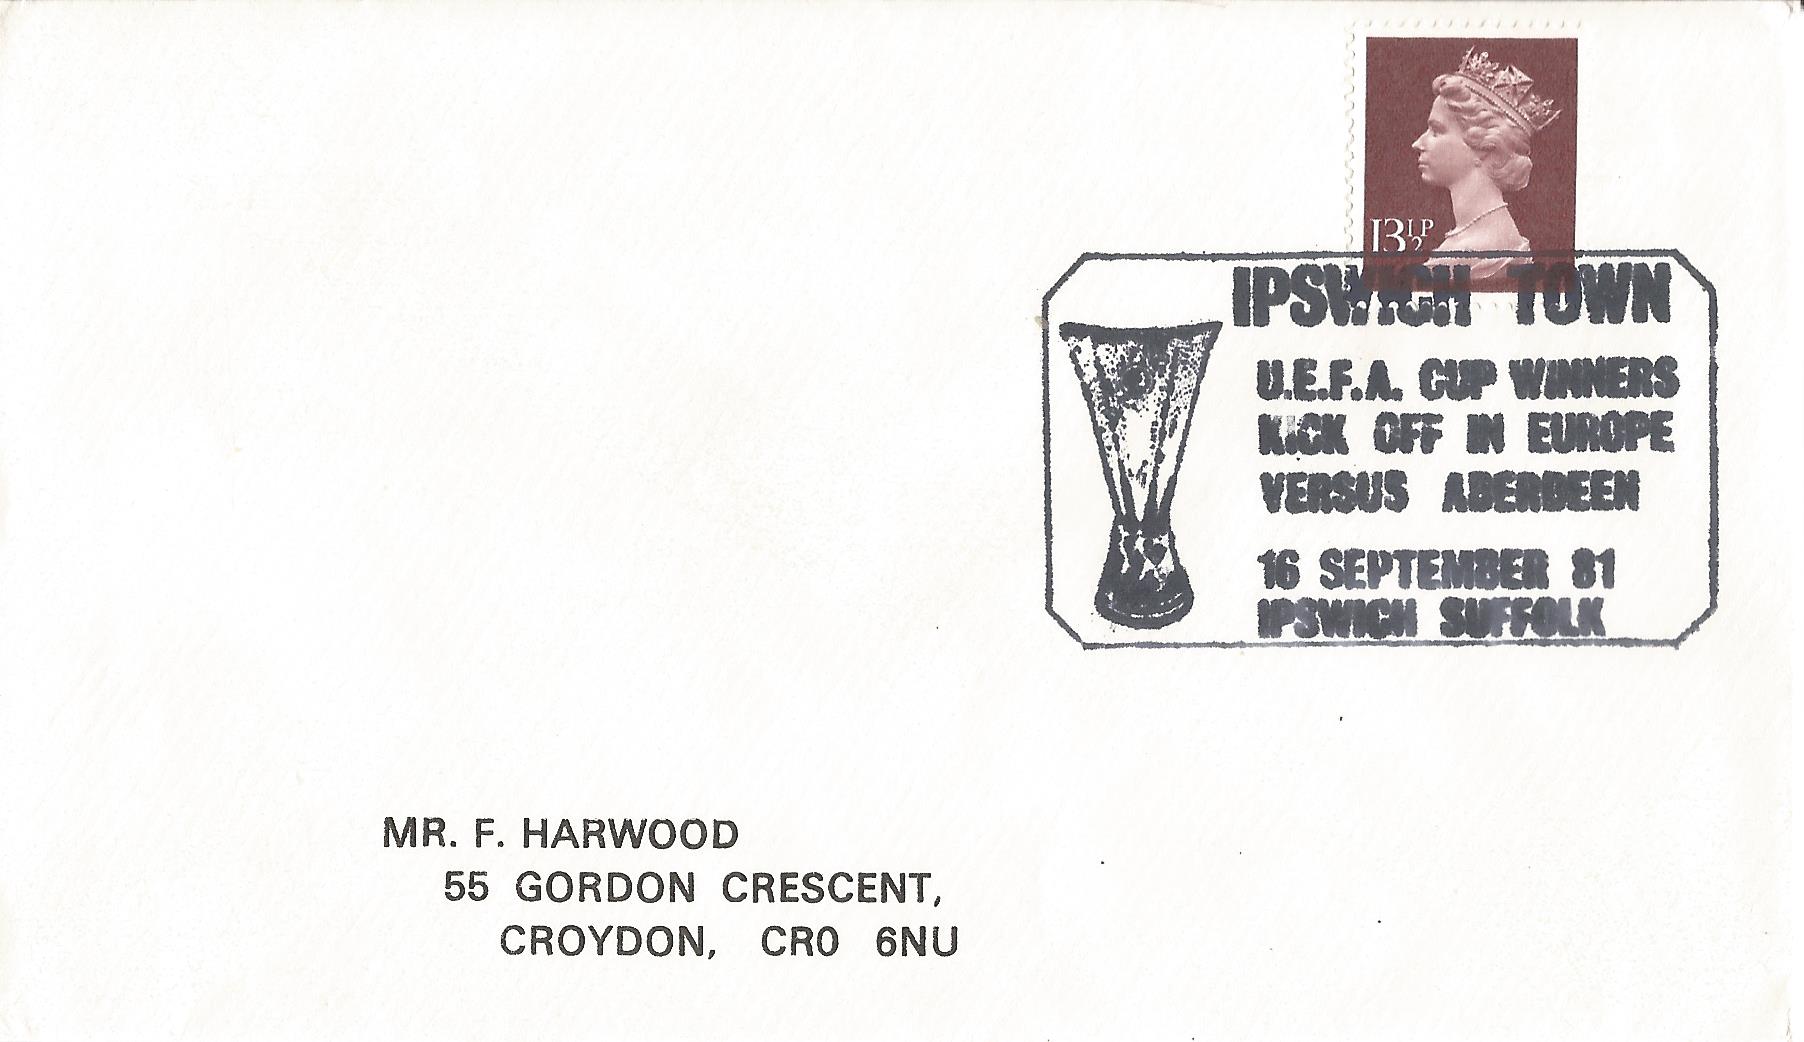 13½P
IPSWICH TOWN
U.E.F.A. CUP WINNERS
KICK OFF IN EUROPE
VERSUS ABERDEEN
16 SEPTEMBER 81
IPSWICH SUFFOLK
MR. F. HARWOOD
55 GORDON CRESCENT,
CROYDON, CR0 6NU